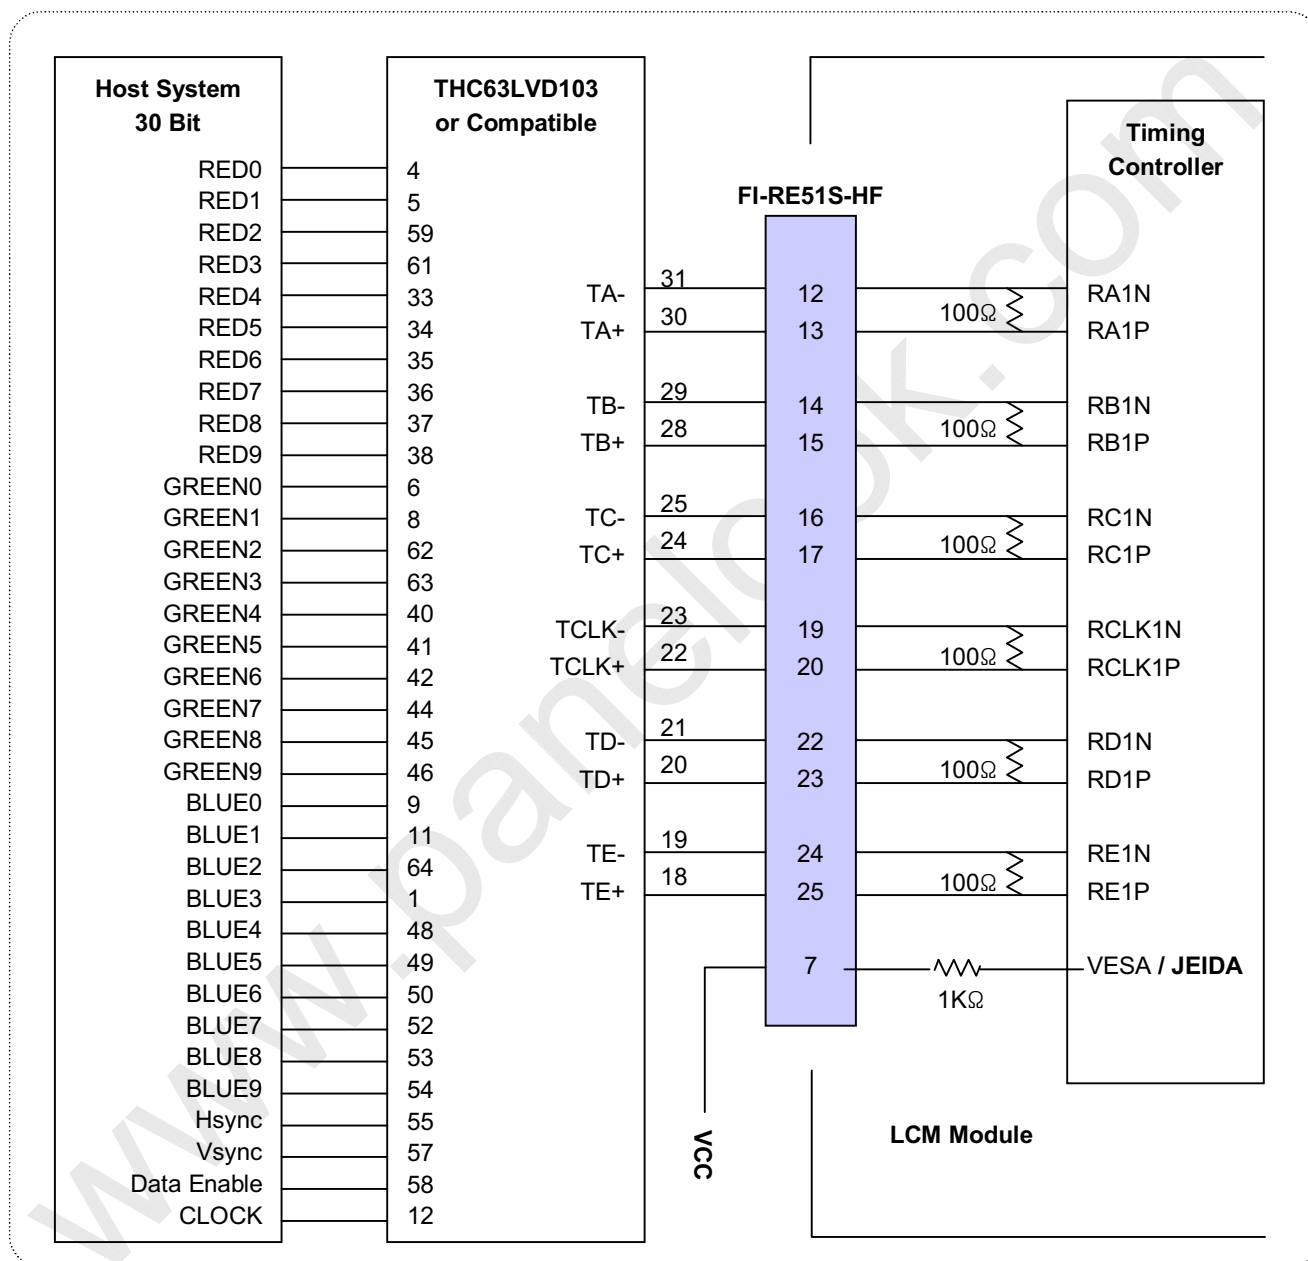 Host System
30 Bit
THC63LVD103
or Compatible
Timing
Controller
FI-RE51S-HF
RED0 4
RED1 5
RED2 59
RED3 61
RED4 33
RED5 34
RED6 35
RED7 36
RED8 37
RED9 38
GREEN0 6
GREEN1 8
GREEN2 62
GREEN3 63
GREEN4 40
GREEN5 41
GREEN6 42
GREEN7 44
GREEN8 45
GREEN9 46
BLUE0 9
BLUE1 11
BLUE2 64
BLUE3 1
BLUE4 48
BLUE5 49
BLUE6 50
BLUE7 52
BLUE8 53
BLUE9 54
Hsync 55
Vsync 57
Data Enable 58
CLOCK 12
TA- 31 12 RA1N
100Ω
TA+ 30 13 RA1P
TB- 29 14 RB1N
100Ω
TB+ 28 15 RB1P
TC- 25 16 RC1N
100Ω
TC+ 24 17 RC1P
TCLK- 23 19 RCLK1N
100Ω
TCLK+ 22 20 RCLK1P
TD- 21 22 RD1N
100Ω
TD+ 20 23 RD1P
TE- 19 24 RE1N
100Ω
TE+ 18 25 RE1P
7 VESA / JEIDA
1KΩ
VCC
LCM Module
www.panelook.com